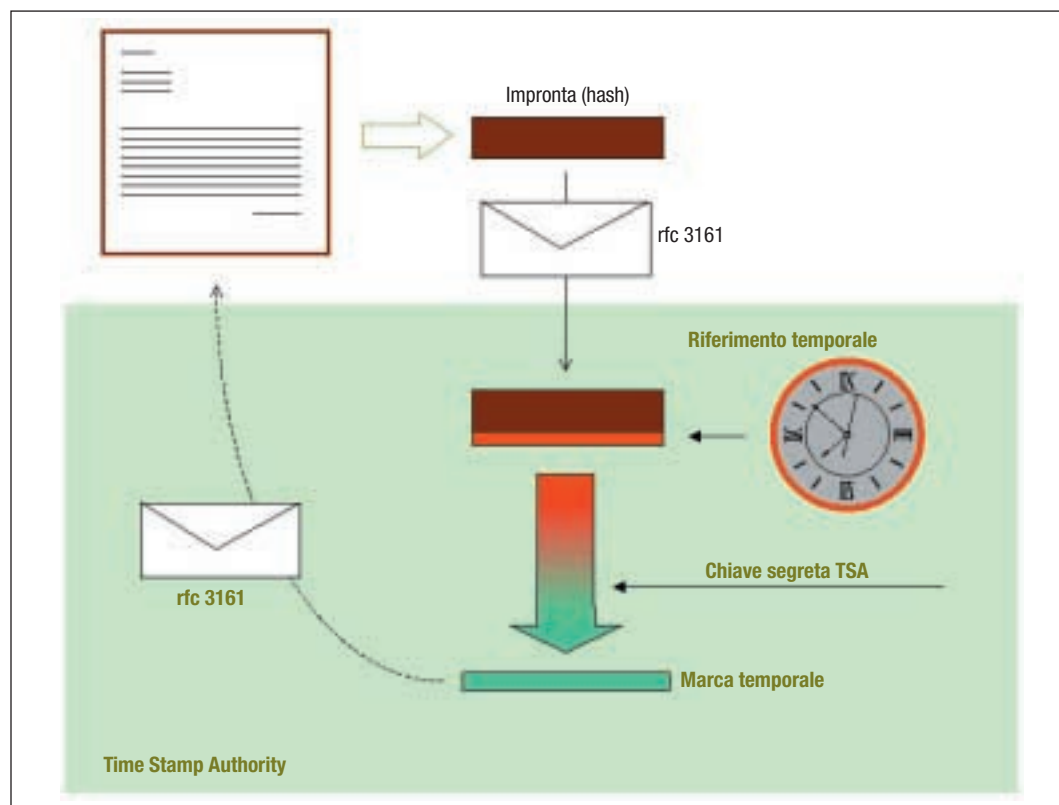 Impronta (hash)
rfc 3161
Riferimento temporale
Chiave segreta TSA
rfc 3161
Marca temporale
Time Stamp Authority